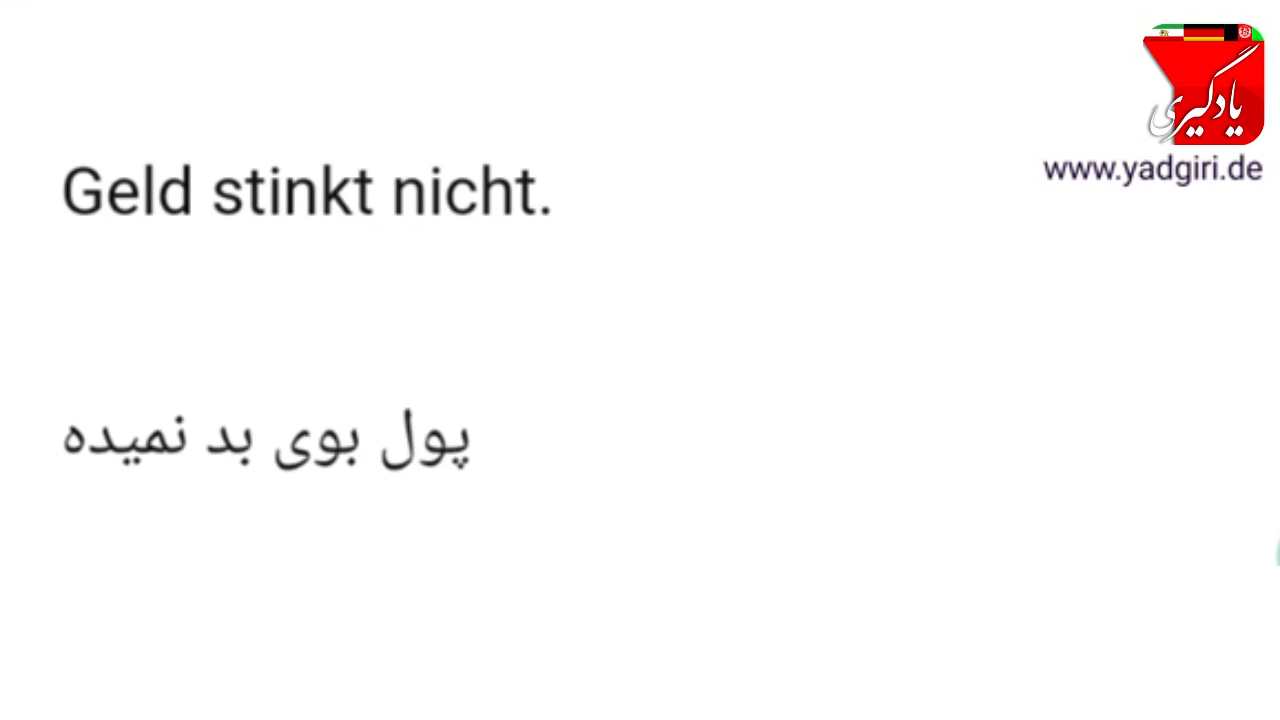 یادگیری
www.yadgiri.de
Geld stinkt nicht.
پول بوی بد نمیده